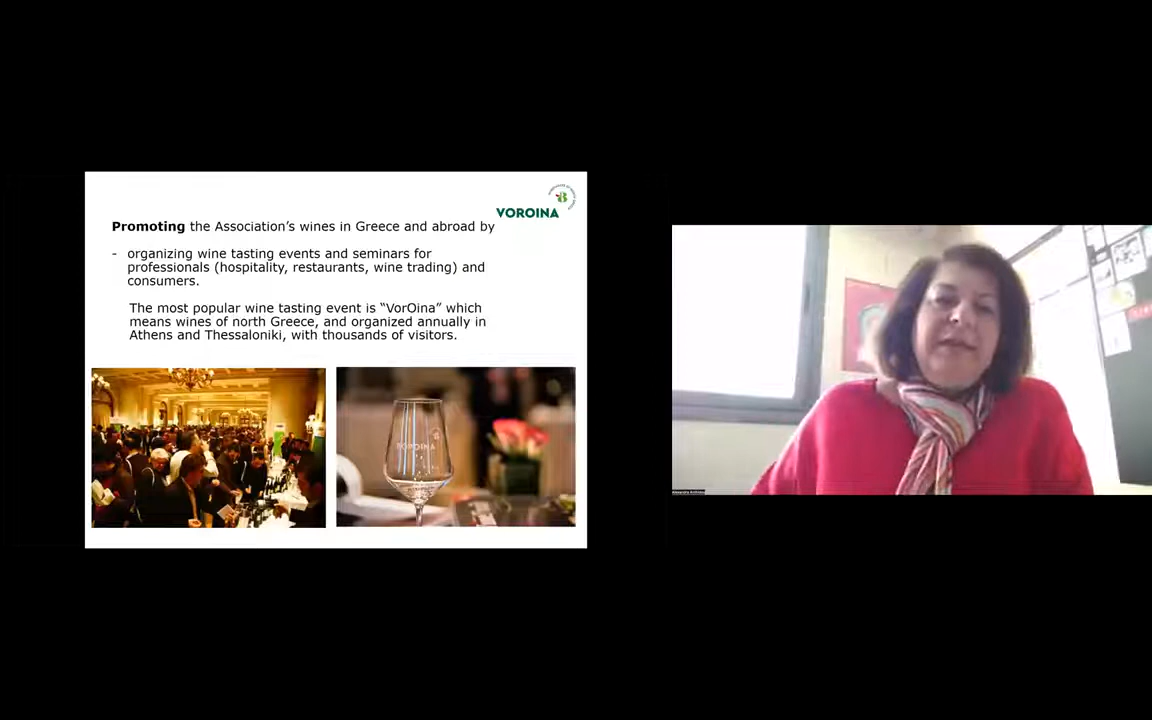 VOROINA
Promoting the Association's wines in Greece and abroad by
- organizing wine tasting events and seminars for
professionals (hospitality, restaurants, wine trading) and
consumers.
The most popular wine tasting event is “VorOina” which
means wines of north Greece, and organized annually in
Athens and Thessaloniki, with thousands of visitors.
VOROINA